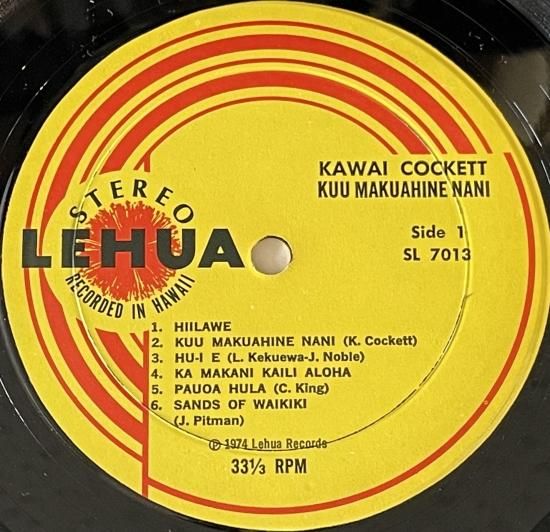 KAWAI COCKETT
KUU MAKUAHINE NANI
STEREO
LEHUA
RECORDED IN HAWAII
Side 1
SL 7013
1. HIILAWE
2. KUU MAKUAHINE NANI (K. Cockett)
3. HU-I E (L. Kekuewa-J. Noble)
4. KA MAKANI KAILI ALOHA
5. PAUOA HULA (C. King)
6. SANDS OF WAIKIKI
(J. Pitman)
℗ 1974 Lehua Records
33⅓ RPM